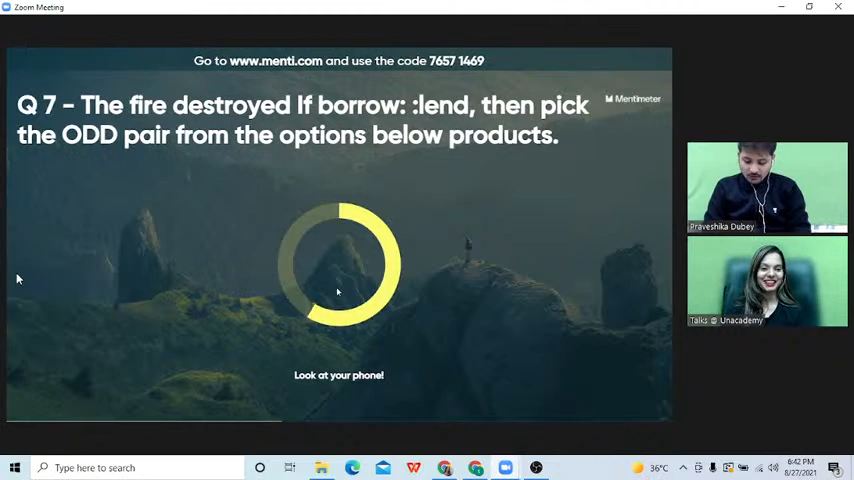 Zoom Meeting
Go to www.menti.com and use the code 7657 1469
Q 7 - The fire destroyed If borrow: :lend, then pick
the ODD pair from the options below products.
Mentimeter
Look at your phone!
Praveshika Dubey
Talks @ Unacademy
Type here to search
36°C
6:42 PM
8/27/2021